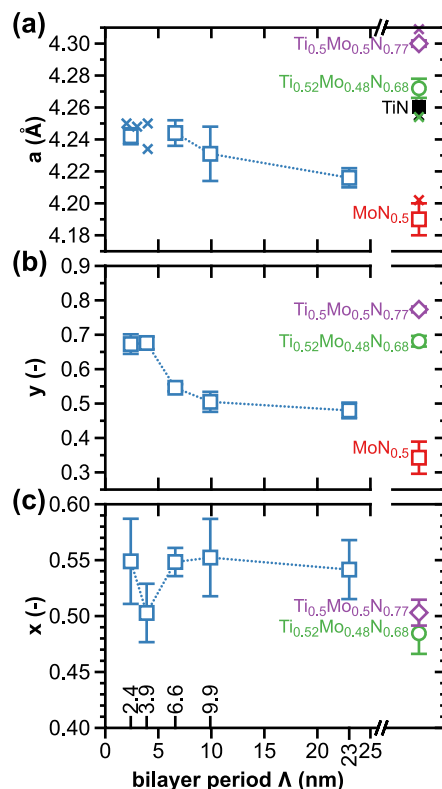 (a)
a (Å)
4.30
4.28
4.26
4.24
4.22
4.20
4.18
Ti0.5Mo0.5N0.77
Ti0.52Mo0.48N0.68
TiN
MoN0.5
(b)
y (-)
0.9
0.8
0.7
0.6
0.5
0.4
0.3
Ti0.5Mo0.5N0.77
Ti0.52Mo0.48N0.68
MoN0.5
(c)
x (-)
0.60
0.55
0.50
0.45
0.40
Ti0.5Mo0.5N0.77
Ti0.52Mo0.48N0.68
2.4
3.9
6.6
9.9
23
0 5 10 15 20 25
bilayer period Λ (nm)